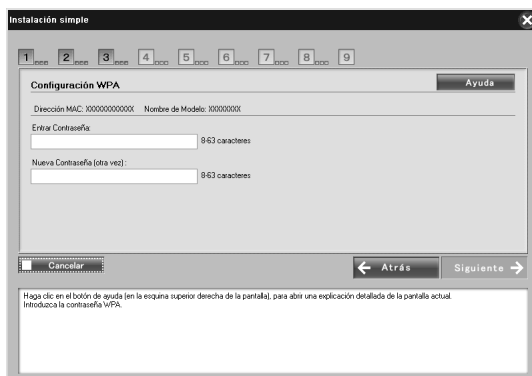 Instalación simple
1 2 3 4 5 6 7 8 9
Configuración WPA
Ayuda
Dirección MAC: XXXXXXXXXXXX Nombre de Modelo: XXXXXXXX
Entrar Contraseña:
8-63 caracteres
Nueva Contraseña (otra vez) :
8-63 caracteres
Cancelar
Atrás
Siguiente
Haga clic en el botón de ayuda (en la esquina superior derecha de la pantalla), para abrir una explicación detallada de la pantalla actual.
Introduzca la contraseña WPA.